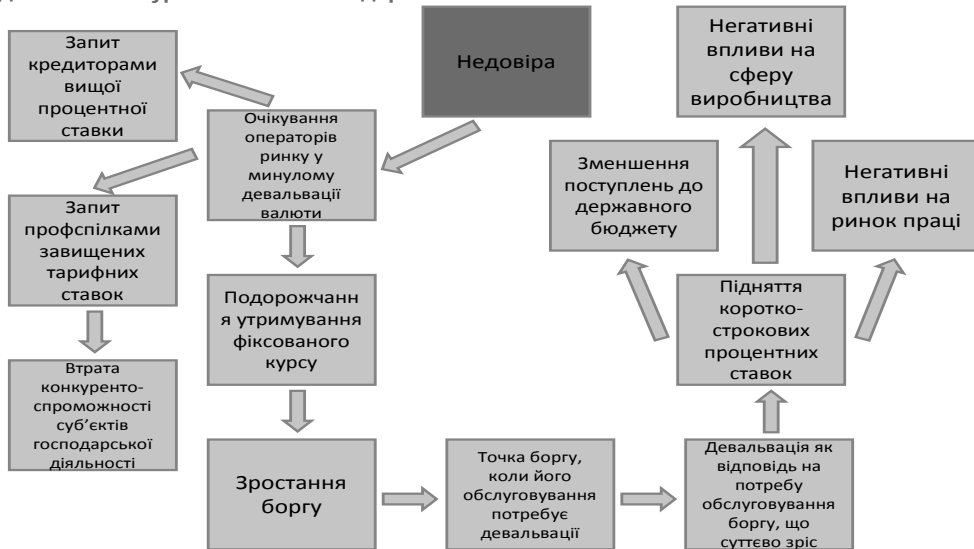 Запит
кредиторами
вищої
процентної
ставки
Недовіра
Негативні
впливи на
сферу
виробництва
Очікування
операторів
ринку у
минулому
девальвації
валюти
Зменшення
поступлень до
державного
бюджету
Негативні
впливи на
ринок праці
Запит
профспілками
завищених
тарифних
ставок
Подорожчанн
я утримування
фіксованого
курсу
Підняття
коротко-
строкових
процентних
ставок
Втрата
конкуренто-
спроможності
суб’єктів
господарської
діяльності
Зростання
боргу
Точка боргу,
коли його
обслуговування
потребує
девальвації
Девальвація як
відповідь на
потребу
обслуговування
боргу, що
суттєво зріс